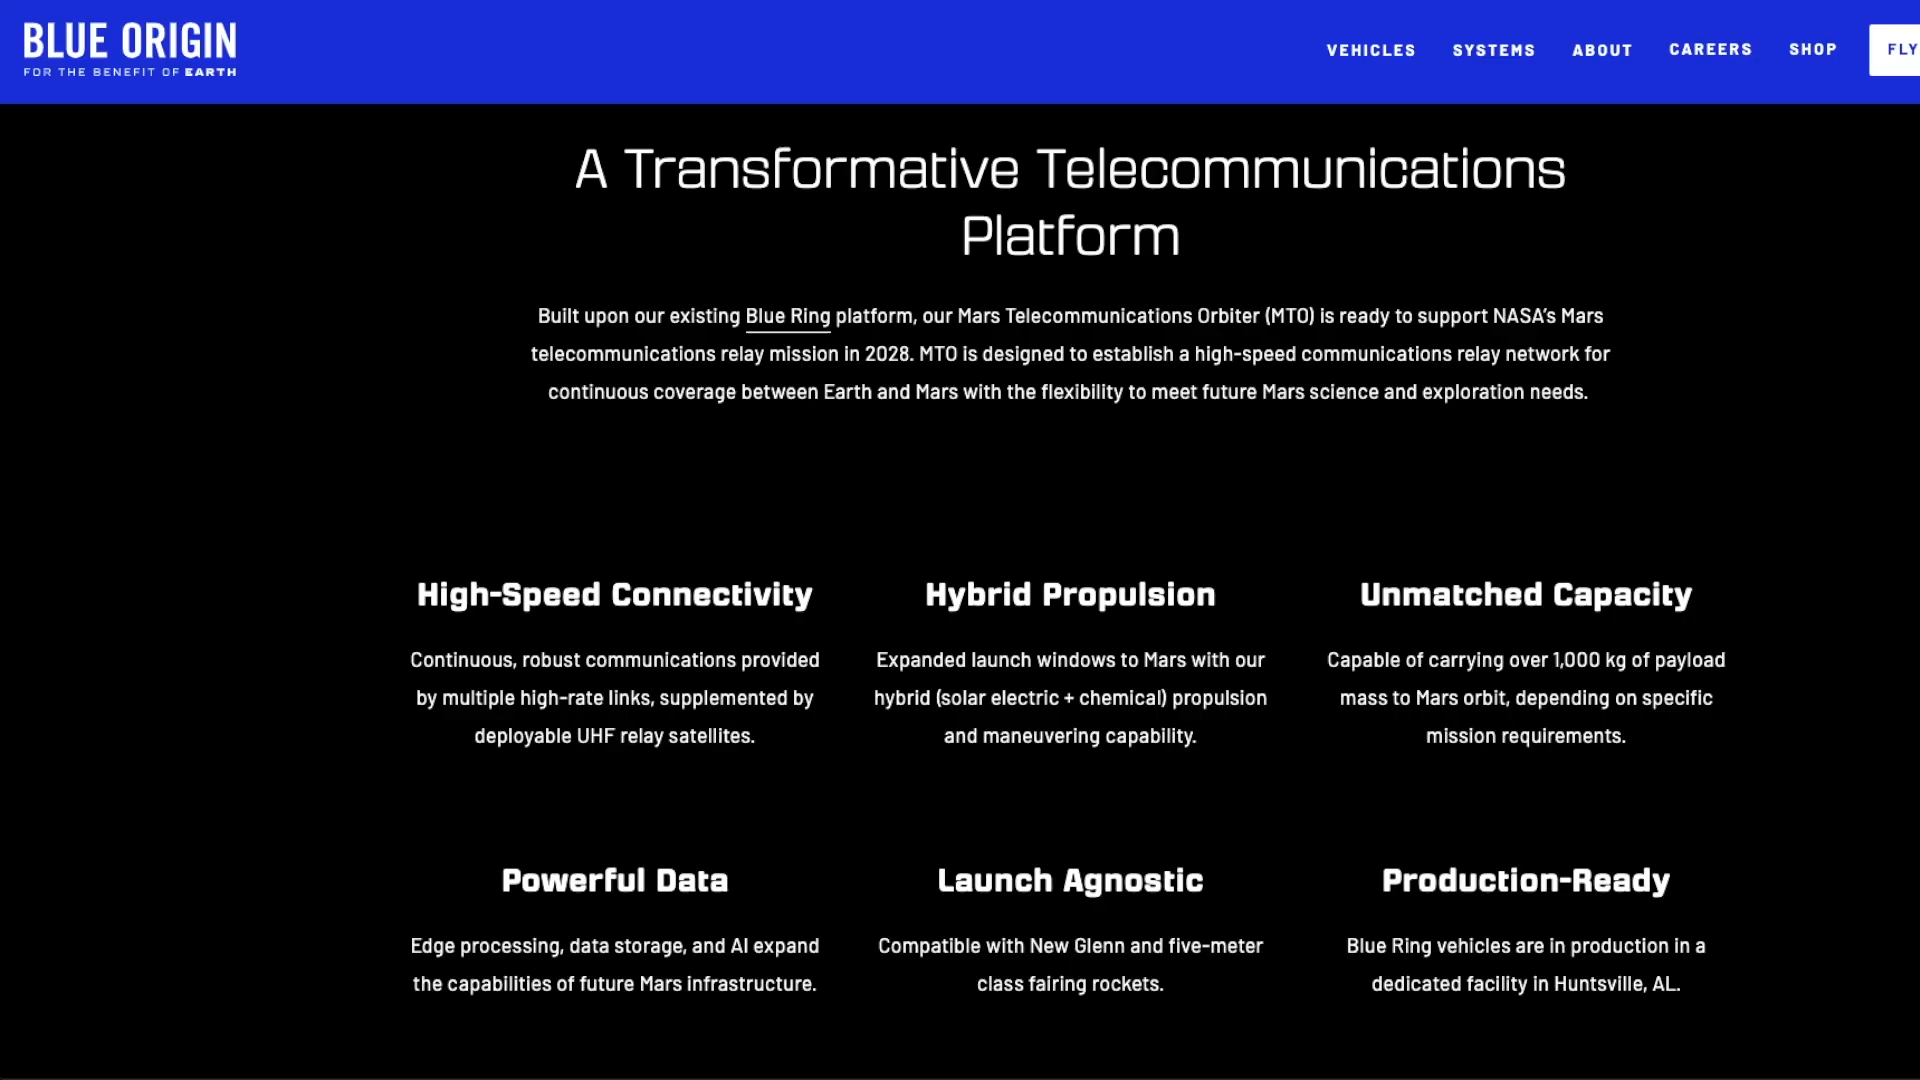 BLUE ORIGIN
FOR THE BENEFIT OF EARTH
VEHICLES
SYSTEMS
ABOUT
CAREERS
SHOP
FLY
A Transformative Telecommunications
Platform
Built upon our existing Blue Ring platform, our Mars Telecommunications Orbiter (MTO) is ready to support NASA’s Mars
telecommunications relay mission in 2028. MTO is designed to establish a high-speed communications relay network for
continuous coverage between Earth and Mars with the flexibility to meet future Mars science and exploration needs.
High-Speed Connectivity
Continuous, robust communications provided
by multiple high-rate links, supplemented by
deployable UHF relay satellites.
Hybrid Propulsion
Expanded launch windows to Mars with our
hybrid (solar electric + chemical) propulsion
and maneuvering capability.
Unmatched Capacity
Capable of carrying over 1,000 kg of payload
mass to Mars orbit, depending on specific
mission requirements.
Powerful Data
Edge processing, data storage, and AI expand
the capabilities of future Mars infrastructure.
Launch Agnostic
Compatible with New Glenn and five-meter
class fairing rockets.
Production-Ready
Blue Ring vehicles are in production in a
dedicated facility in Huntsville, AL.